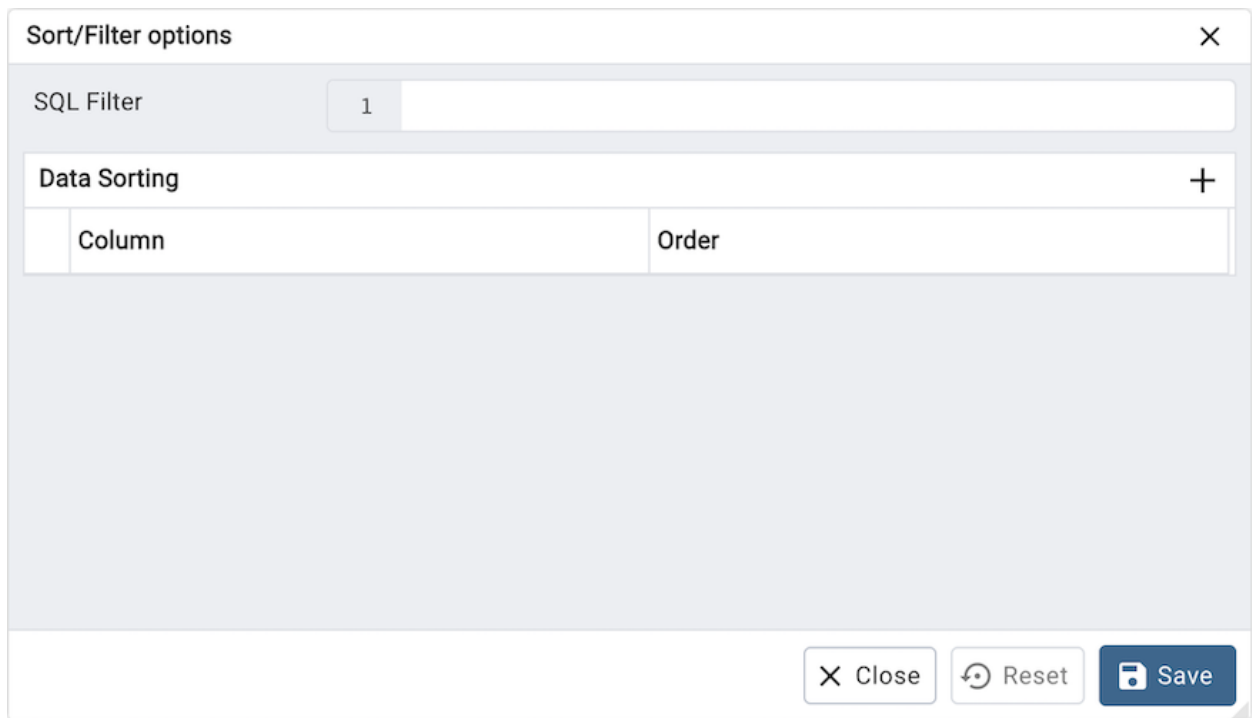 Sort/Filter options
SQL Filter 1
Data Sorting
Column Order
Close Reset Save